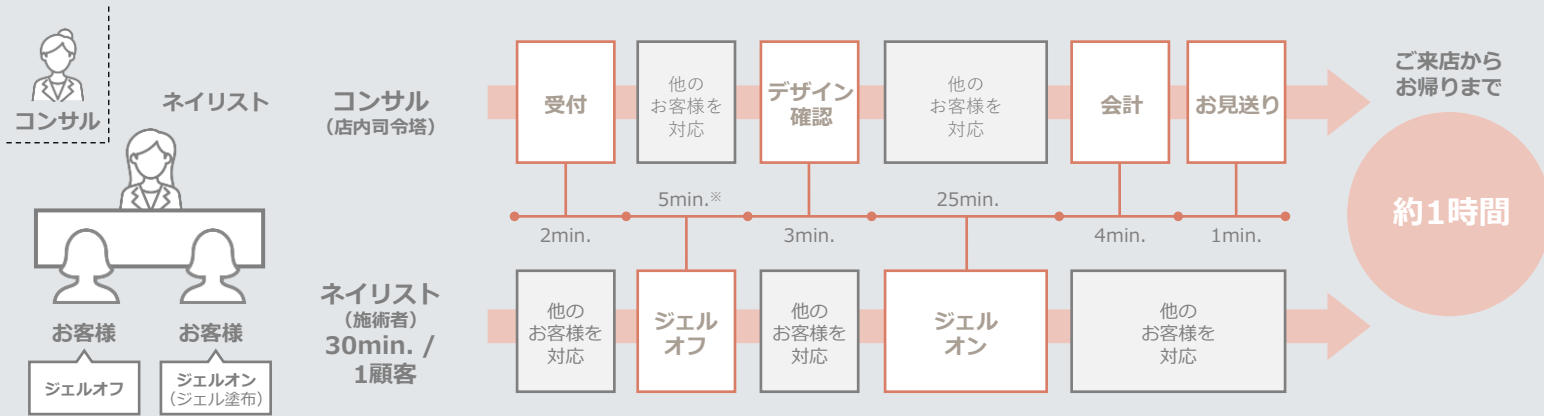 コンサル
ネイリスト
お客様
お客様
ジェルオフ
ジェルオン
（ジェル塗布）
コンサル
（店内司令塔）
受付
他の
お客様を
対応
デザイン
確認
他の
お客様を
対応
会計
お見送り
2min.
5min.※
3min.
25min.
4min.
1min.
ネイリスト
（施術者）
30min. /
1顧客
他の
お客様を
対応
ジェル
オフ
他の
お客様を
対応
ジェル
オン
他の
お客様を
対応
ご来店から
お帰りまで
約1時間